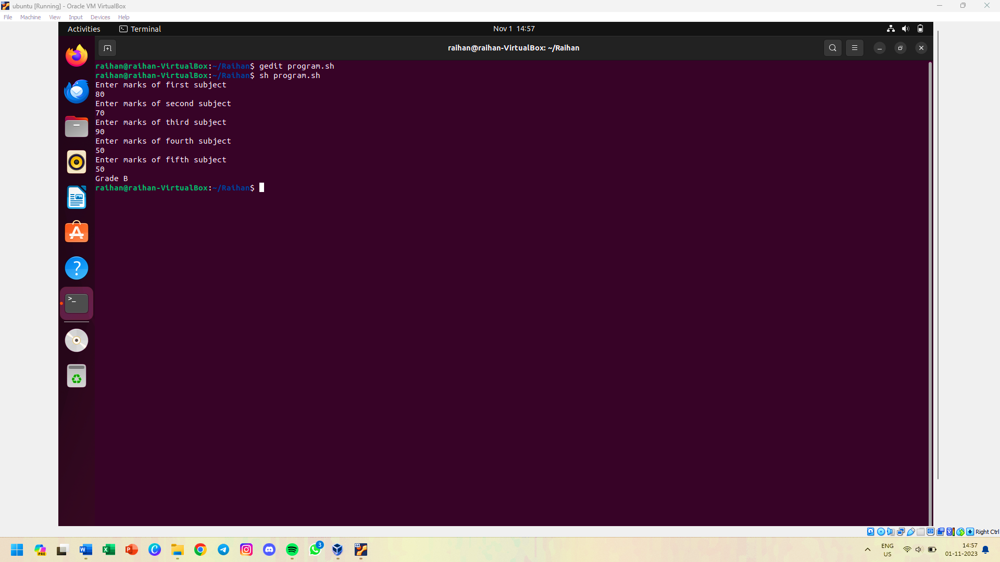 ubuntu [Running] - Oracle VM VirtualBox
File Machine View Input Devices Help
Activities Terminal Nov 1 14:57
raihan@raihan-VirtualBox: ~/Raihan
raihan@raihan-VirtualBox:~/Raihan$ gedit program.sh
raihan@raihan-VirtualBox:~/Raihan$ sh program.sh
Enter marks of first subject
80
Enter marks of second subject
70
Enter marks of third subject
90
Enter marks of fourth subject
50
Enter marks of fifth subject
50
Grade B
raihan@raihan-VirtualBox:~/Raihan$
Right Ctrl
PRE
3
ENG
US
14:57
01-11-2023